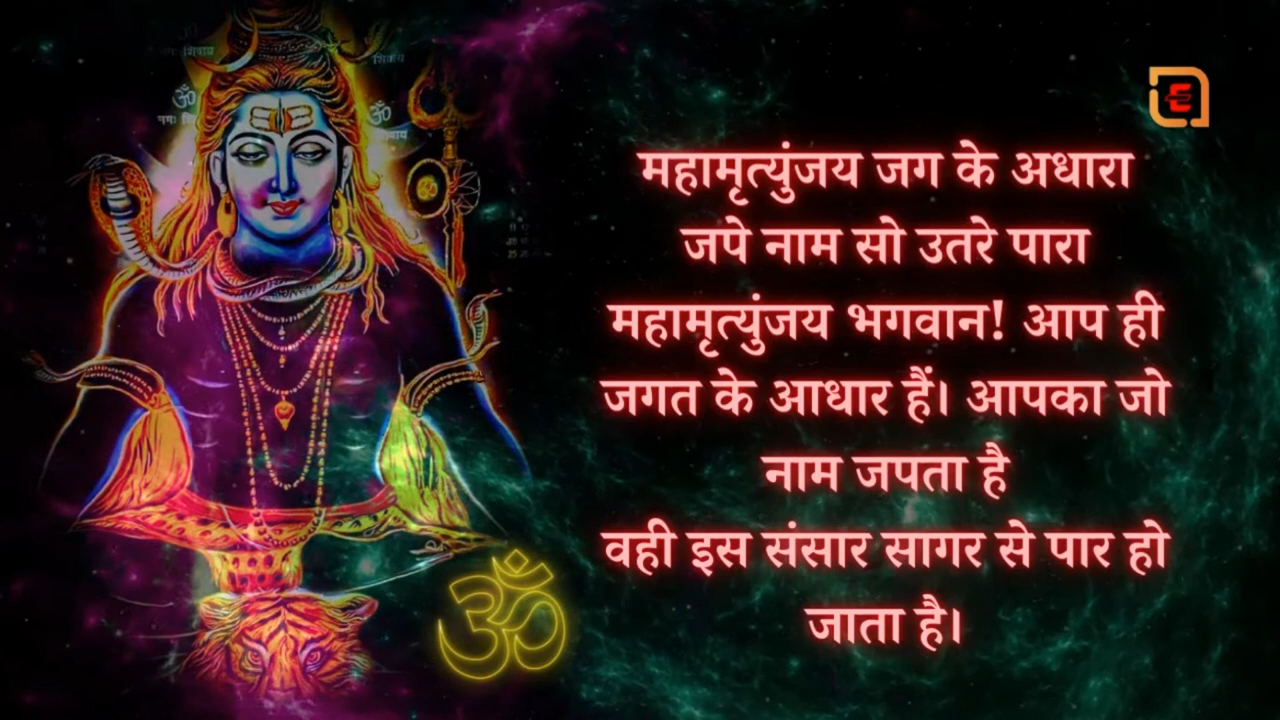 ॐ
ॐ
शिवाय
महामृत्युंजय जग के अधारा
जपे नाम सो उतरे पारा
महामृत्युंजय भगवान! आप ही
जगत के आधार हैं। आपका जो
नाम जपता है
वही इस संसार सागर से पार हो
जाता है।
ॐ